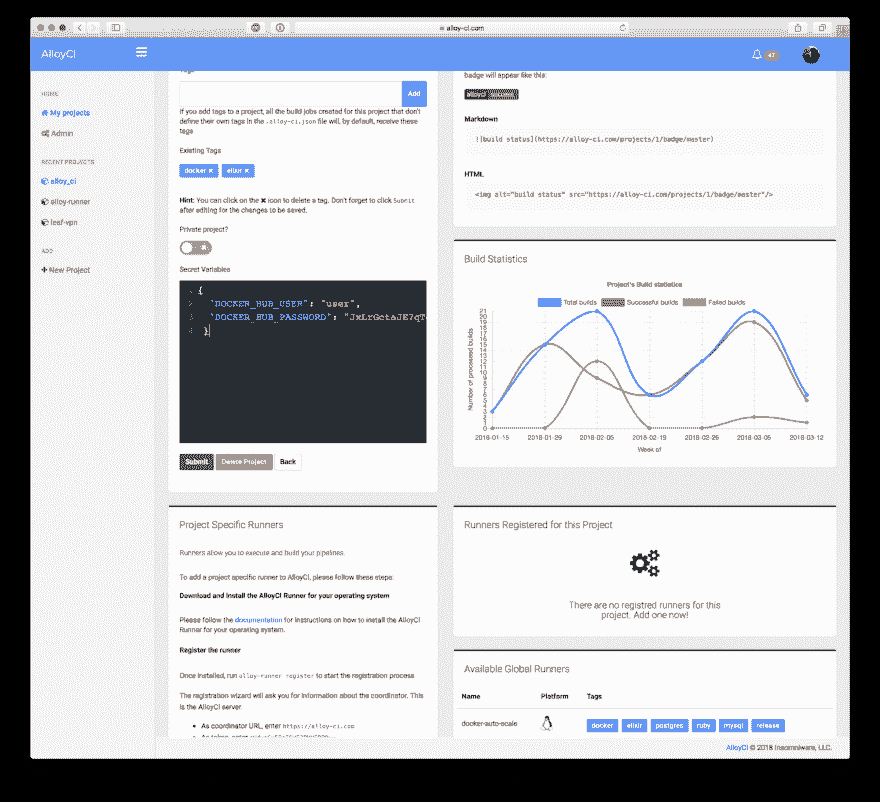 alloy-ci.com
AlloyCI
47
HOME
My projects
Admin
RECENT PROJECTS
alloy_ci
alloy-runner
leaf-vpn
ADD
New Project
Add
If you add tags to a project, all the build jobs created for this project that don't
define their own tags in the .alloy-ci.json file will, by default, receive these
tags
Existing Tags
docker ×
elixir ×
Hint: You can click on the ✖ icon to delete a tag. Don't forget to click Submit
after editing for the changes to be saved.
Private project?
Secret Variables
1 {
2 "DOCKER_HUB_USER": "user",
3 "DOCKER_HUB_PASSWORD":
4 }
Submit
Delete Project
Back
badge will appear like this:
alloyci
Markdown
![build status](https://alloy-ci.com/projects/1/badge/master)
HTML
<img alt="build status" src="https://alloy-ci.com/projects/1/badge/master"/>
Build Statistics
Project's Build statistics
Total builds
Successful builds
Failed builds
Number of processed builds
21
20
19
18
17
16
15
14
13
12
11
10
9
8
7
6
5
4
3
2
1
0
2018-01-15
2018-01-29
2018-02-05
2018-02-19
2018-02-26
2018-03-05
2018-03-12
Week of
Project Specific Runners
Runners allow you to execute and build your pipelines.
To add a project specific runner to AlloyCI, please follow these steps:
Download and Install the AlloyCI Runner for your operating system
Please follow the documentation for instructions on how to install the AlloyCI
Runner for your operating system.
Register the runner
Once installed, run alloy-runner register to start the registration process
The registration wizard will ask you for information about the coordinator. This
is the AlloyCI server
As coordinator URL, enter https://alloy-ci.com
Runners Registered for this Project
There are no registred runners for this
project. Add one now!
Available Global Runners
Name
Platform
Tags
docker-auto-scale
docker
elixir
postgres
ruby
mysql
release
AlloyCI © 2018 Insomniware, LLC.